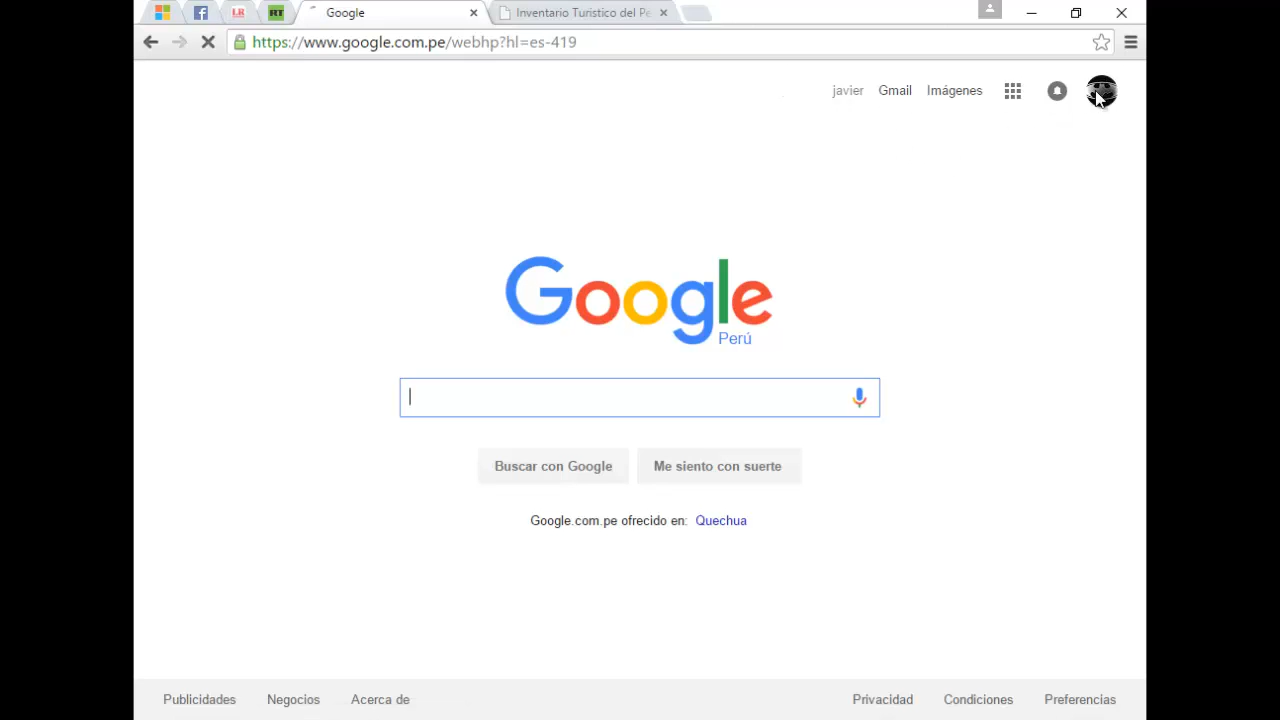 LR
RT
Google
Inventario Turistico del Pe
https://www.google.com.pe/webhp?hl=es-419
javier
Gmail
Imágenes
Google
Perú
Buscar con Google
Me siento con suerte
Google.com.pe ofrecido en: Quechua
Publicidades
Negocios
Acerca de
Privacidad
Condiciones
Preferencias